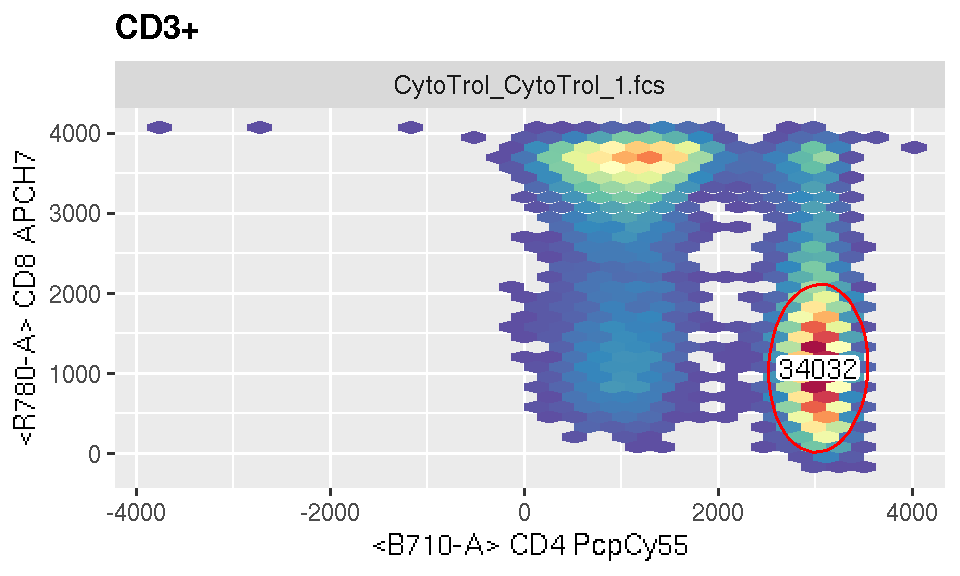 CD3+
CytoTrol_CytoTrol_1.fcs
<R780-A> CD8 APCH7
4000
3000
2000
1000
0
34032
-4000 -2000 0 2000 4000
<B710-A> CD4 PcpCy55